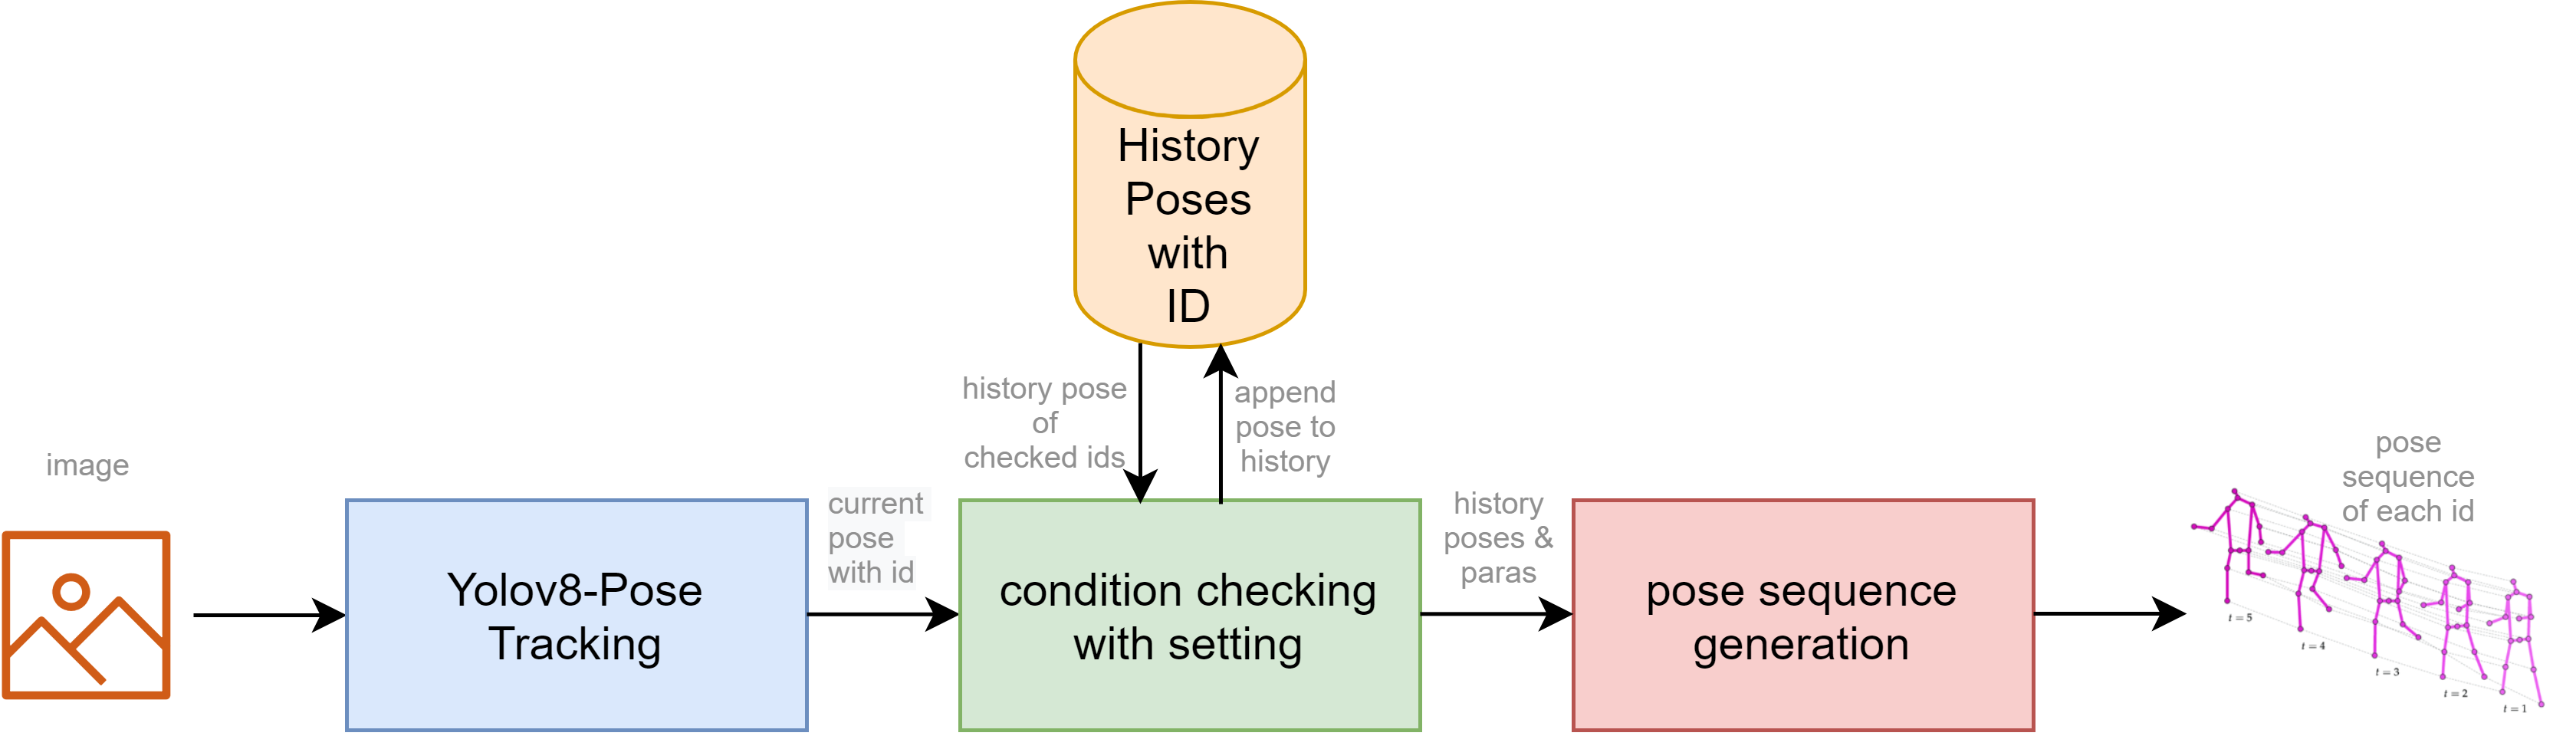 History
Poses
with
ID
history pose
of
checked ids
append
pose to
history
image
Yolov8-Pose
Tracking
current
pose
with id
condition checking
with setting
history
poses &
paras
pose sequence
generation
pose
sequence
of each id
t = 5
t = 4
t = 3
t = 2
t = 1